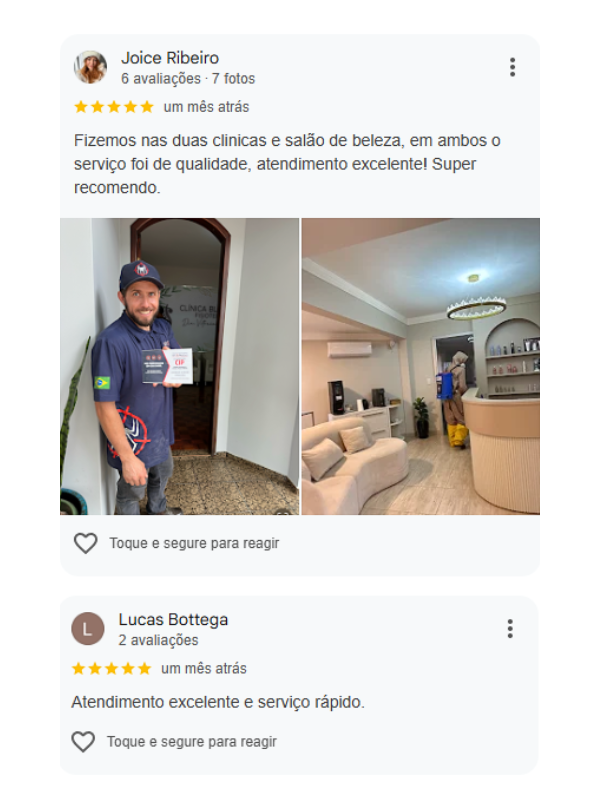 Joice Ribeiro
6 avaliações · 7 fotos
um mês atrás
Fizemos nas duas clinicas e salão de beleza, em ambos o
serviço foi de qualidade, atendimento excelente! Super
recomendo.
Toque e segure para reagir
L
Lucas Bottega
2 avaliações
um mês atrás
Atendimento excelente e serviço rápido.
Toque e segure para reagir